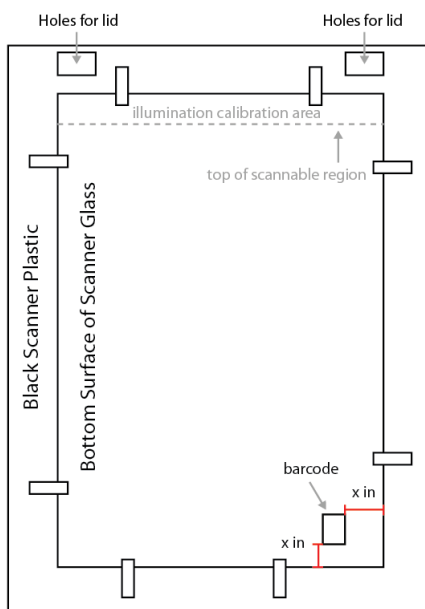 Holes for lid
Holes for lid
illumination calibration area
top of scannable region
Black Scanner Plastic
Bottom Surface of Scanner Glass
barcode
x in
x in